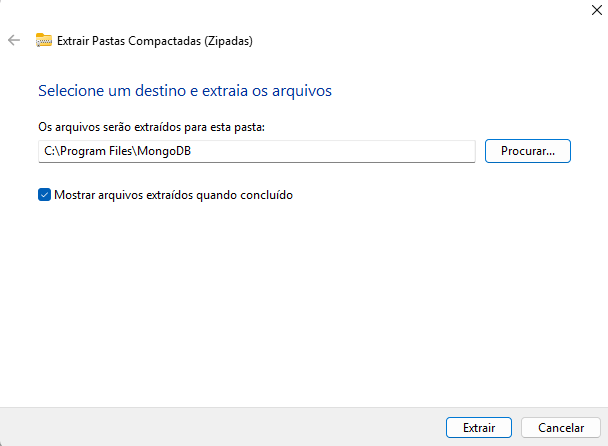 Extrair Pastas Compactadas (Zipadas)
Selecione um destino e extraia os arquivos
Os arquivos serão extraídos para esta pasta:
C:\Program Files\MongoDB
Procurar...
Mostrar arquivos extraídos quando concluído
Extrair
Cancelar